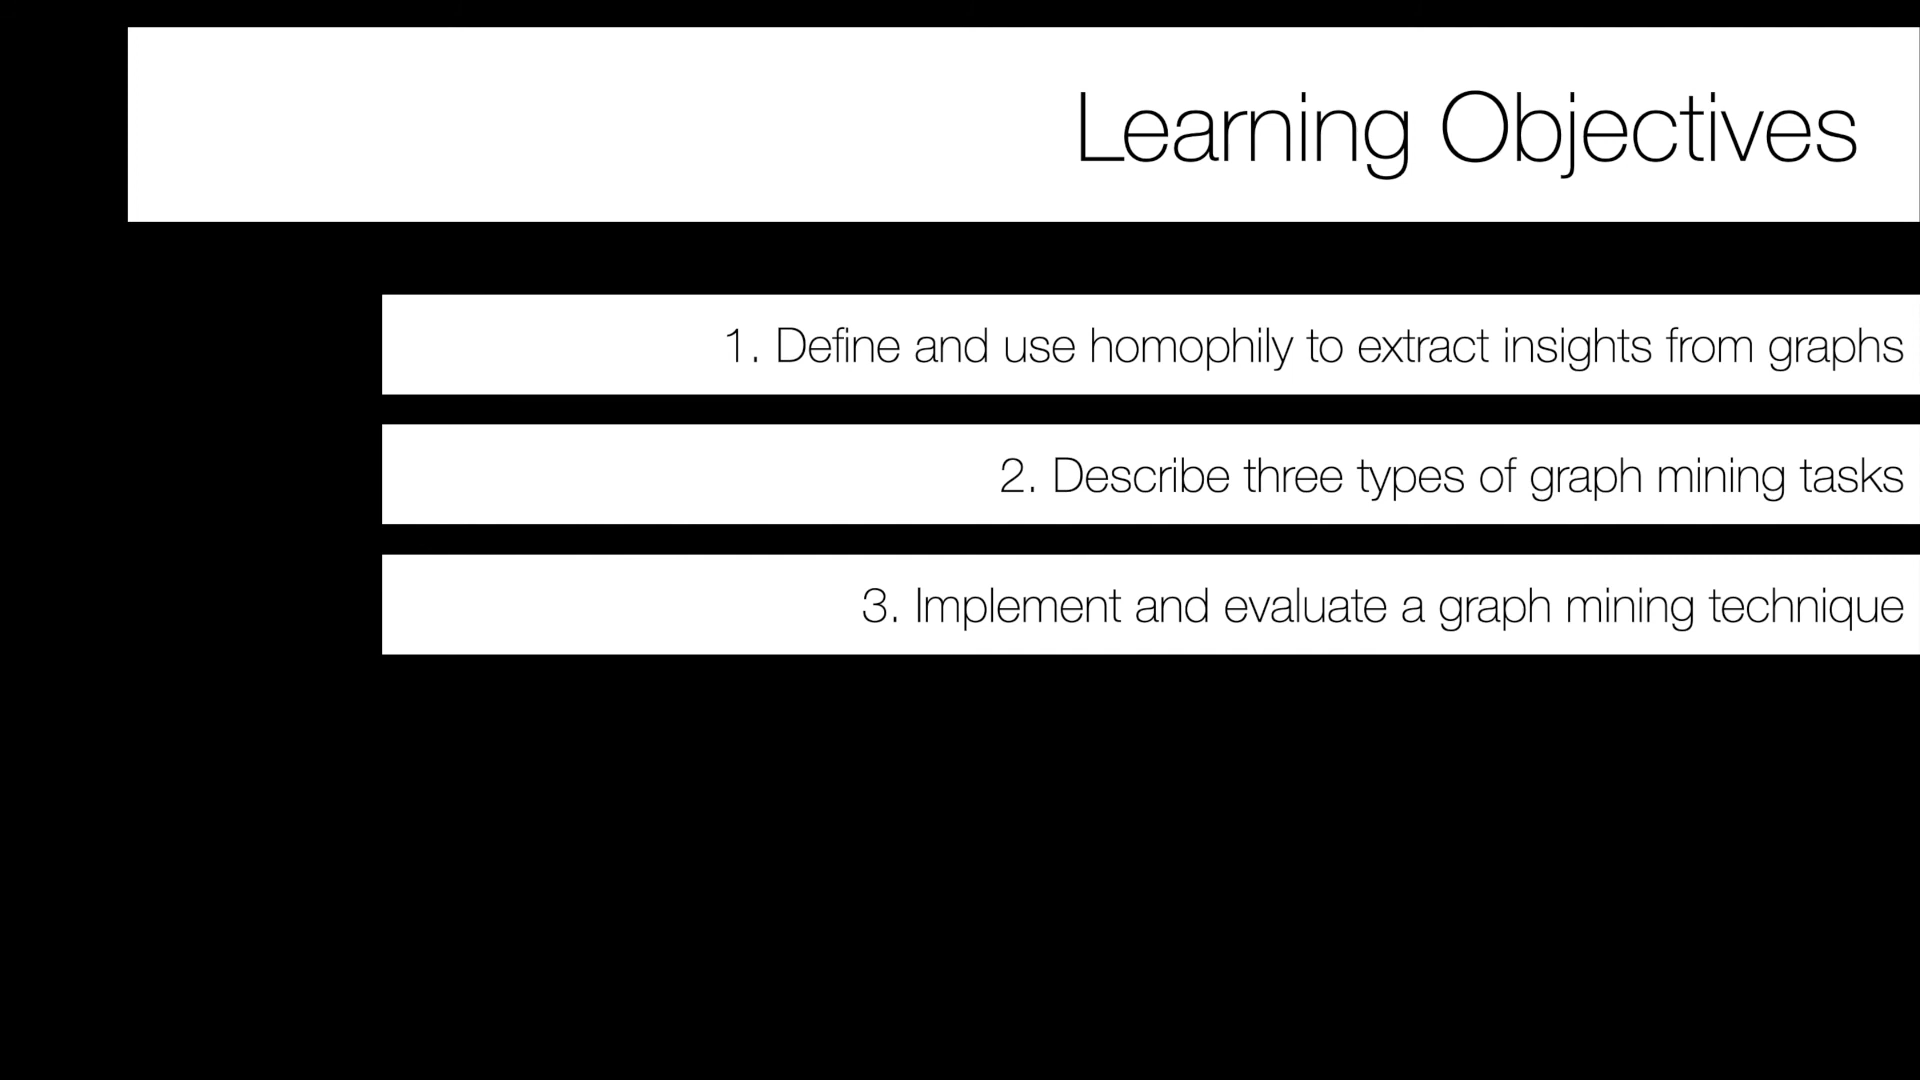 Learning Objectives
1. Define and use homophily to extract insights from graphs
2. Describe three types of graph mining tasks
3. Implement and evaluate a graph mining technique